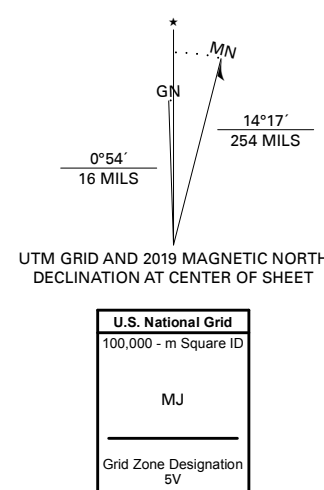 ★
MN
GN
14°17´
254 MILS
0°54´
16 MILS
UTM GRID AND 2019 MAGNETIC NORTH
DECLINATION AT CENTER OF SHEET
U.S. National Grid
100,000 - m Square ID
MJ
Grid Zone Designation
5V